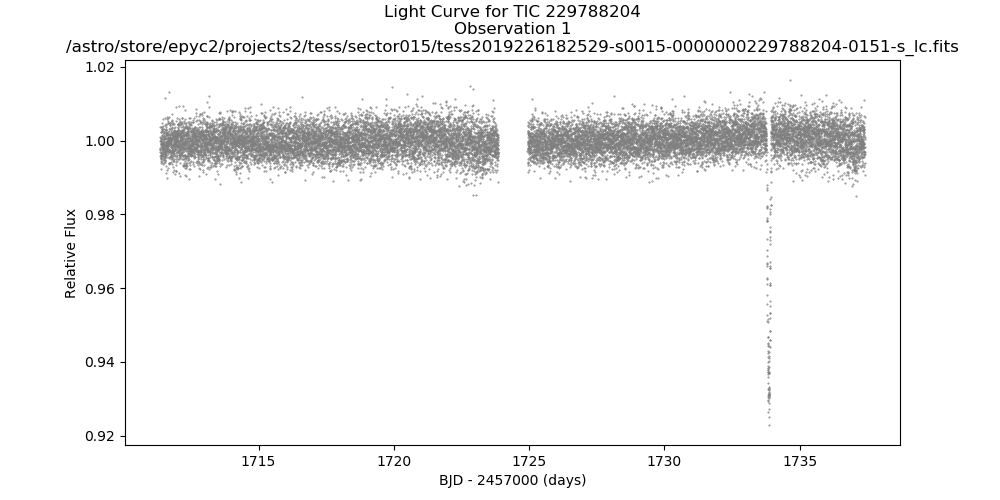 Light Curve for TIC 229788204
Observation 1
/astro/store/epyc2/projects2/tess/sector015/tess2019226182529-s0015-0000000229788204-0151-s_lc.fits
1.02
1.00
0.98
0.96
0.94
0.92
Relative Flux
1715
1720
1725
1730
1735
BJD - 2457000 (days)